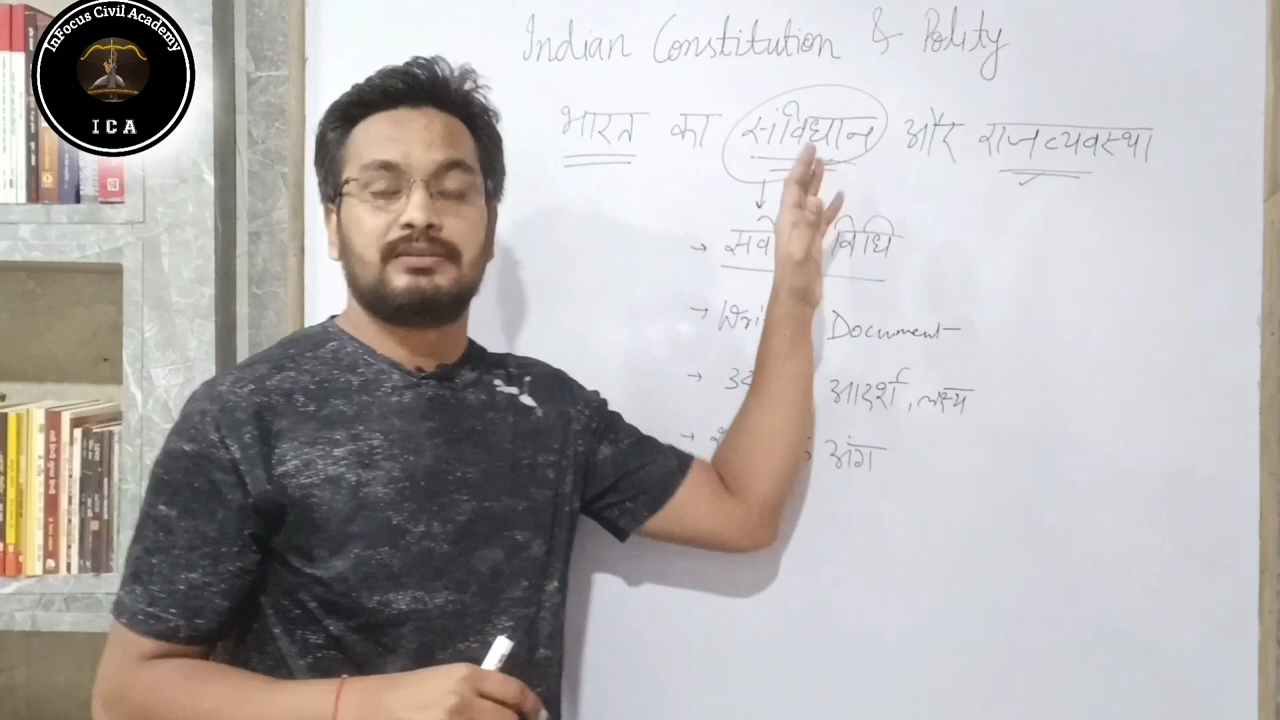 InFocus Civil Academy
ICA
Indian Constitution & Polity
भारत का संविधान और राजव्यवस्था
→ विधि
→ Document
→ आदर्श, लक्ष्य
→ अंग